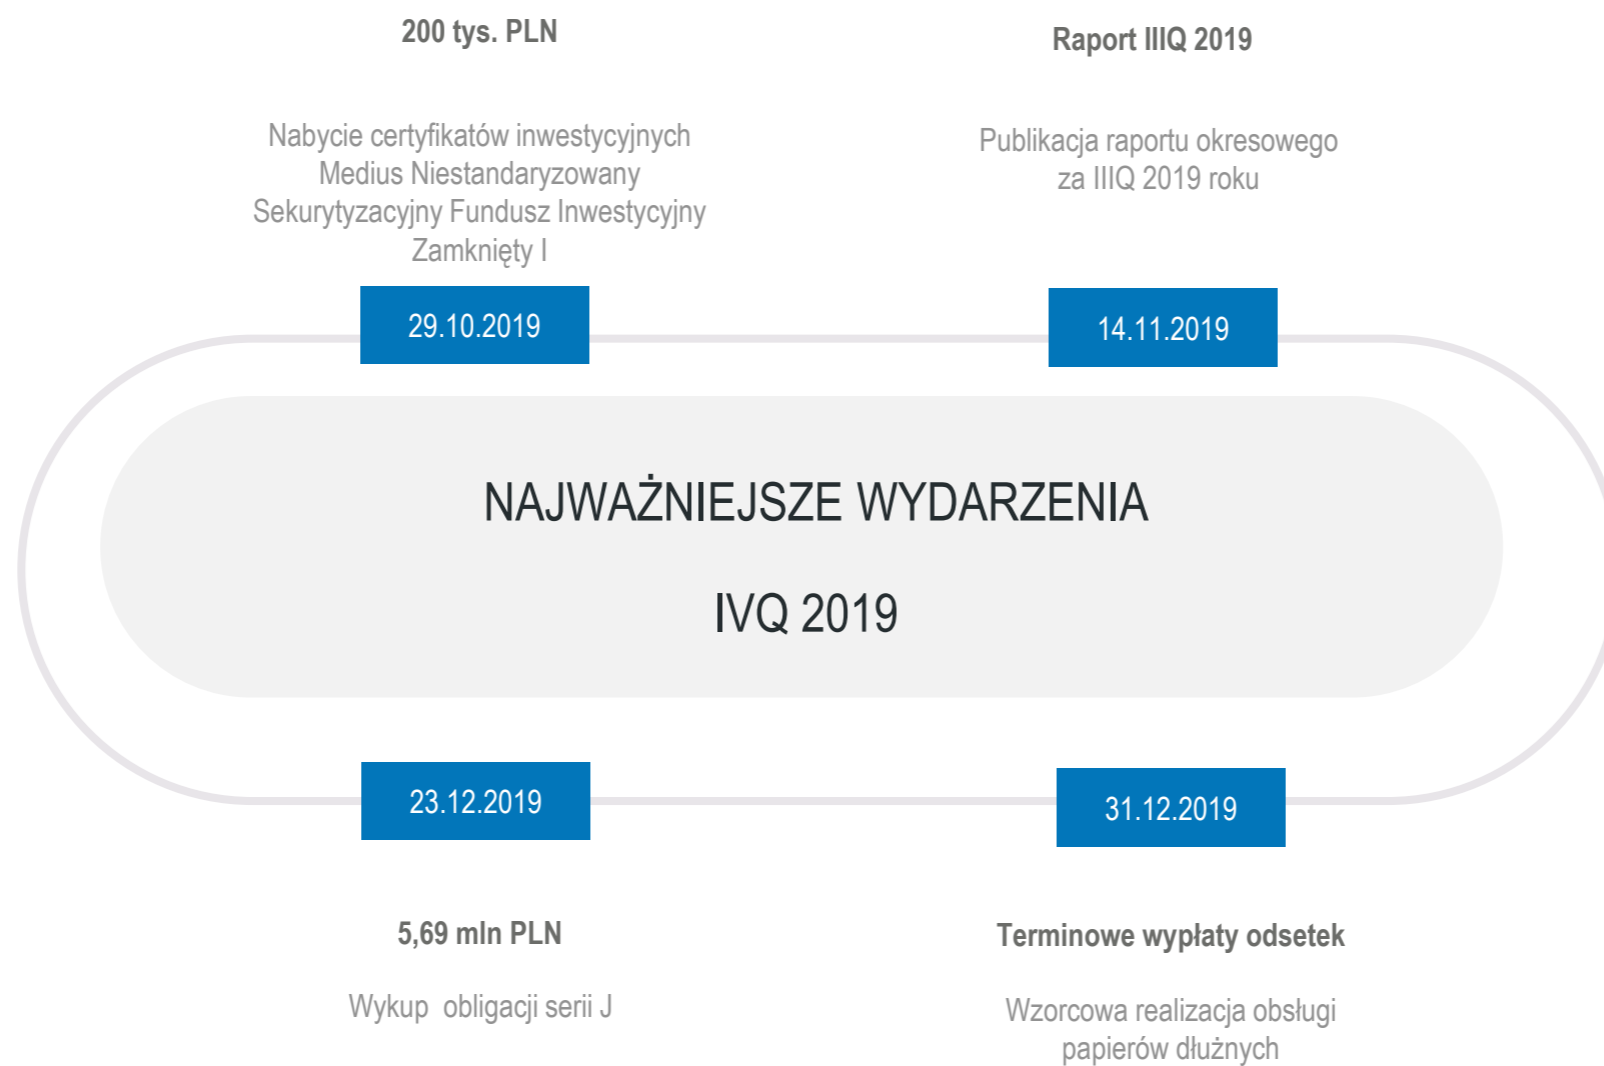 200 tys. PLN
Nabycie certyfikatów inwestycyjnych
Medius Niestandaryzowany
Sekurytyzacyjny Fundusz Inwestycyjny
Zamknięty I
29.10.2019
Raport IIIQ 2019
Publikacja raportu okresowego
za IIIQ 2019 roku
14.11.2019
NAJWAŻNIEJSZE WYDARZENIA
IVQ 2019
23.12.2019
5,69 mln PLN
Wykup obligacji serii J
31.12.2019
Terminowe wypłaty odsetek
Wzorcowa realizacja obsługi
papierów dłużnych